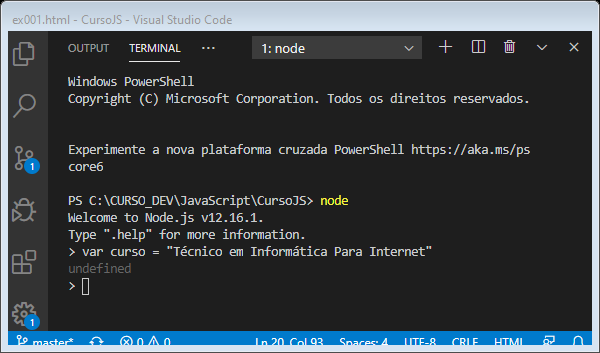 ex001.html - CursoJS - Visual Studio Code
OUTPUT TERMINAL ··· 1: node
Windows PowerShell
Copyright (C) Microsoft Corporation. Todos os direitos reservados.
Experimente a nova plataforma cruzada PowerShell https://aka.ms/ps
core6
PS C:\CURSO_DEV\JavaScript\CursoJS> node
Welcome to Node.js v12.16.1.
Type ".help" for more information.
> var curso = "Técnico em Informática Para Internet"
undefined
>
1
1
master* 0 0 Ln 20, Col 93 Spaces: 4 UTF-8 CRLF HTML